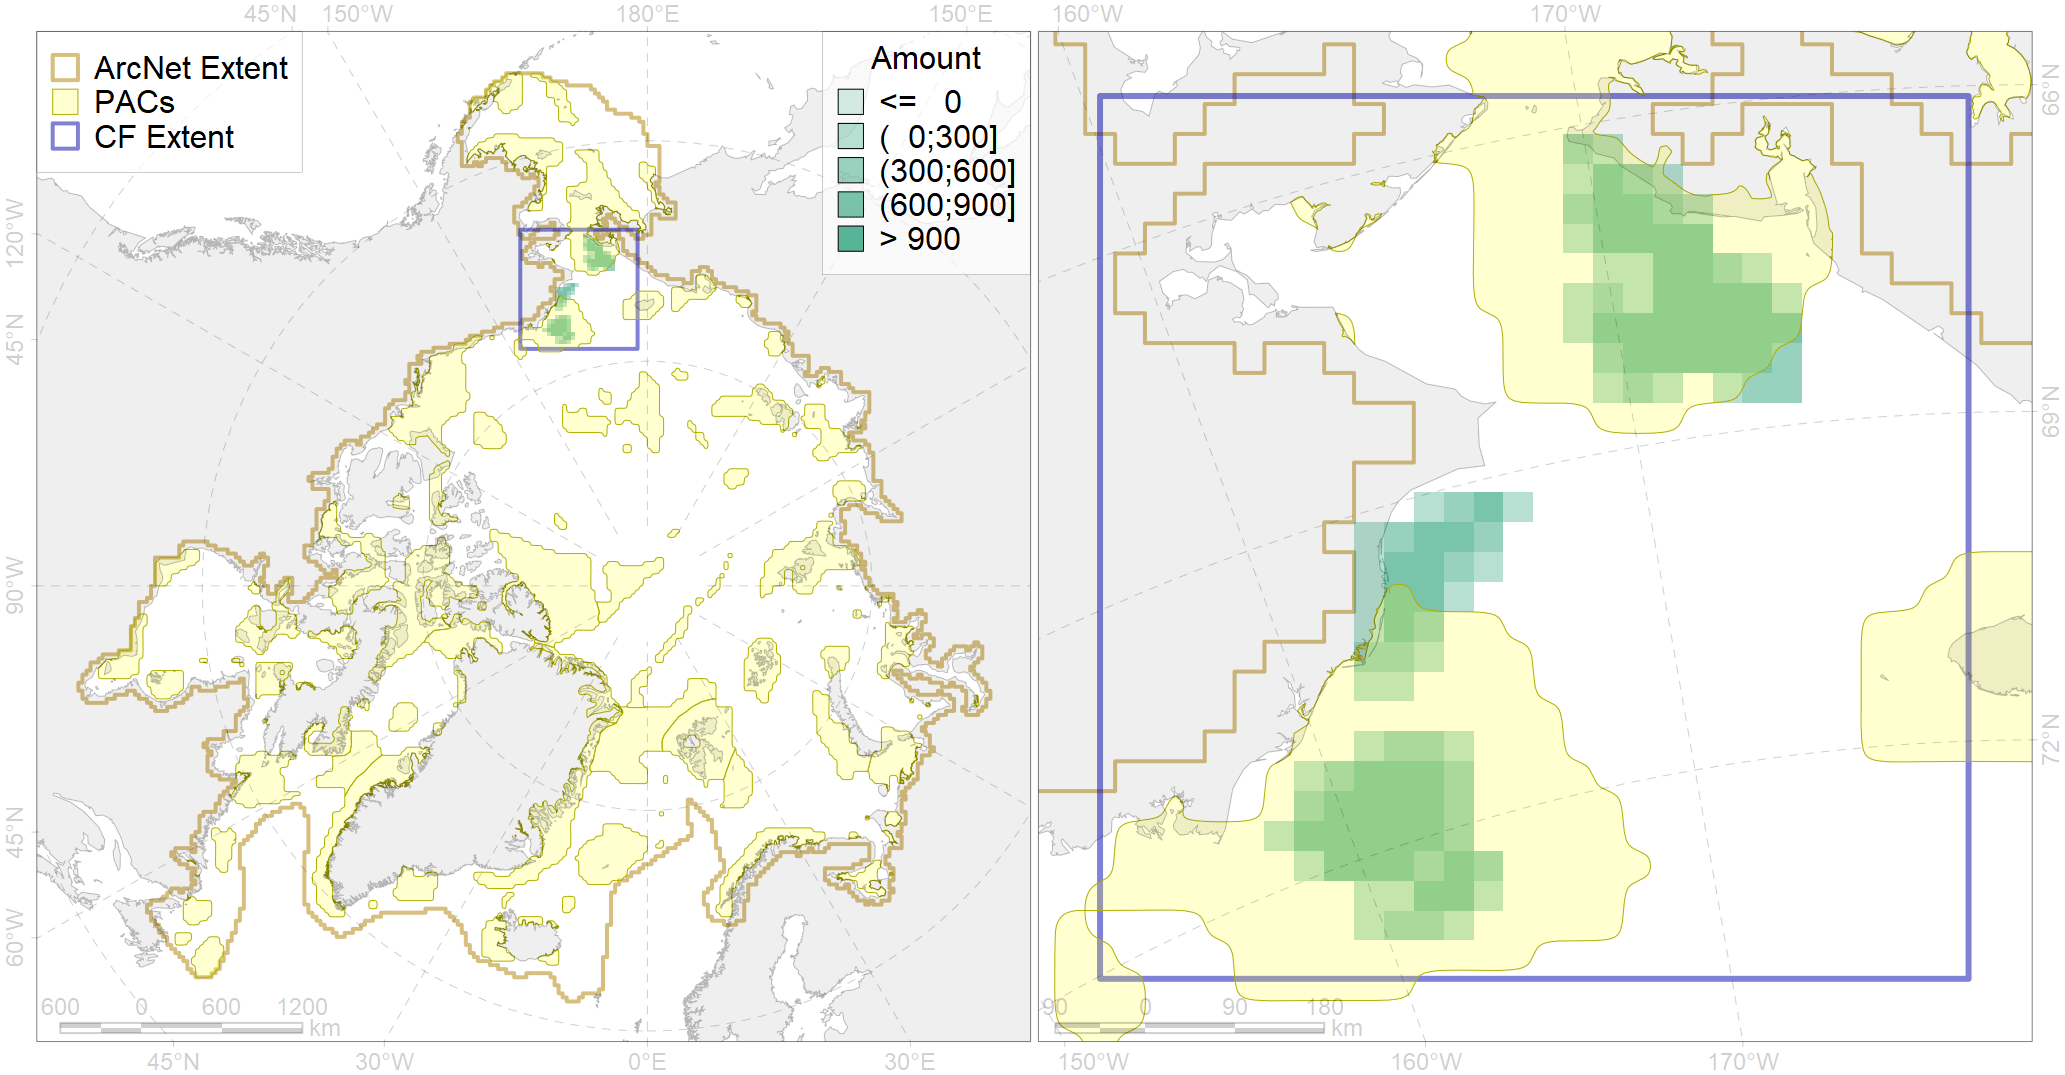 45°N 150°W 180°E 150°E 160°W 170°W
ArcNet Extent
PACs
CF Extent
Amount
<= 0
( 0;300]
(300;600]
(600;900]
> 900
120°W
45°N
90°W
45°N
60°W
66°N
69°N
72°N
600 0 600 1200
km
90 0 90 180
km
45°N 30°W 0°E 30°E 150°W 160°W 170°W